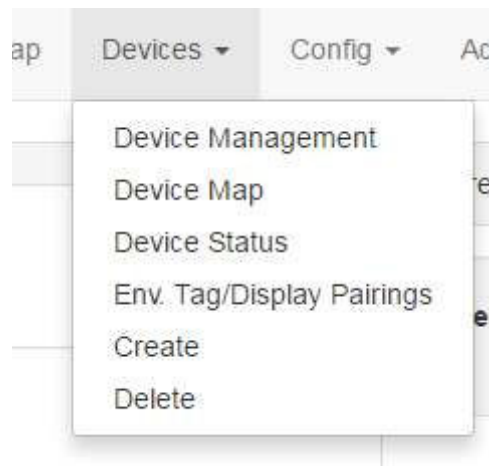 Devices Config
Device Management
Device Map
Device Status
Env. Tag/Display Pairings
Create
Delete